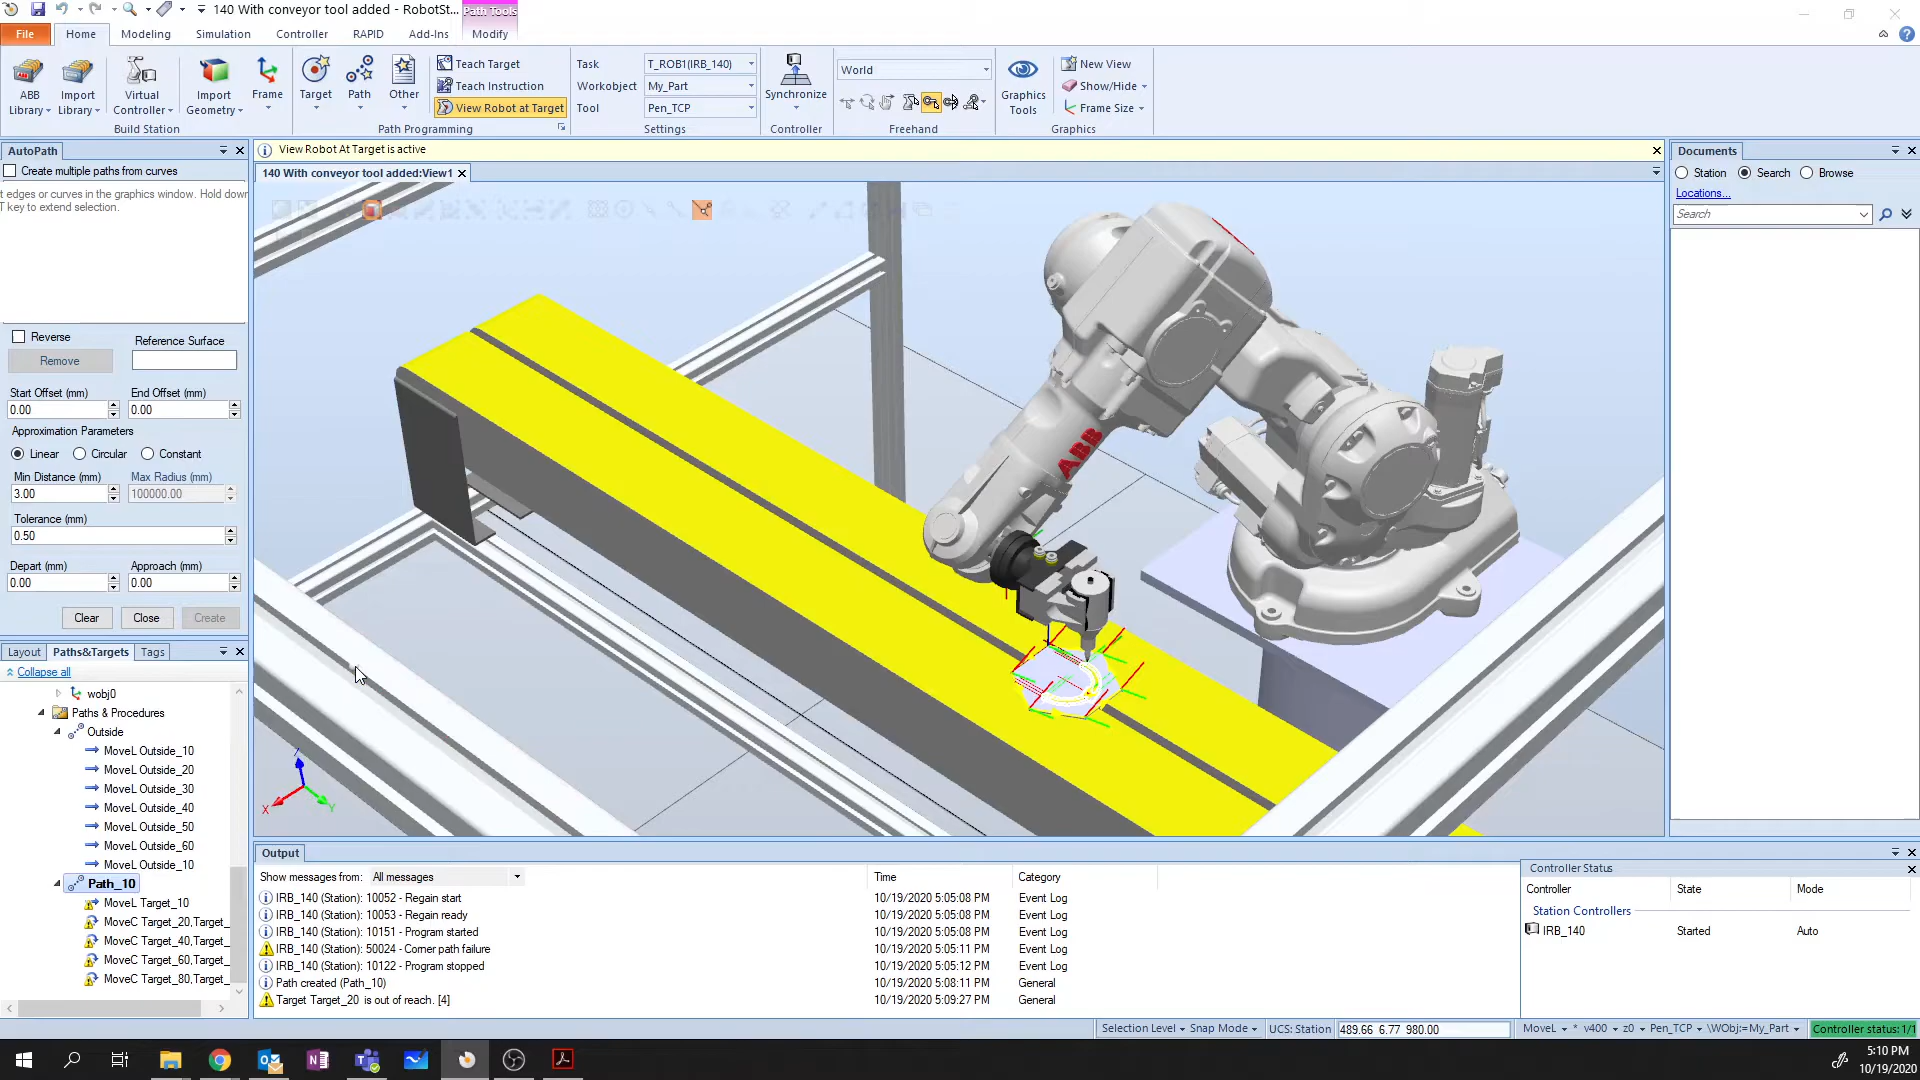 140 With conveyor tool added - RobotSt...
Path Tools
File
Home
Modeling
Simulation
Controller
RAPID
Add-Ins
Modify
ABB Library
Import Library
Virtual Controller
Import Geometry
Frame
Build Station
Target
Path
Other
Teach Target
Teach Instruction
View Robot at Target
Path Programming
Task T_ROB1(IRB_140)
Workobject My_Part
Tool Pen_TCP
Settings
Synchronize
Controller
World
Freehand
Graphics Tools
New View
Show/Hide
Frame Size
Graphics
AutoPath
Create multiple paths from curves
t edges or curves in the graphics window. Hold down
T key to extend selection.
Reverse
Reference Surface
Remove
Start Offset (mm) End Offset (mm)
0.00 0.00
Approximation Parameters
Linear Circular Constant
Min Distance (mm) Max Radius (mm)
3.00 100000.00
Tolerance (mm)
0.50
Depart (mm) Approach (mm)
0.00 0.00
Clear Close Create
Layout Paths&Targets Tags
Collapse all
wobj0
Paths & Procedures
Outside
MoveL Outside_10
MoveL Outside_20
MoveL Outside_30
MoveL Outside_40
MoveL Outside_50
MoveL Outside_60
MoveL Outside_10
Path_10
MoveL Target_10
MoveC Target_20,Target_
MoveC Target_40,Target_
MoveC Target_60,Target_
MoveC Target_80,Target_
View Robot At Target is active
140 With conveyor tool added:View1
ABB
Z
X
Y
Documents
Station Search Browse
Locations...
Search
Output
Show messages from: All messages Time Category
IRB_140 (Station): 10052 - Regain start 10/19/2020 5:05:08 PM Event Log
IRB_140 (Station): 10053 - Regain ready 10/19/2020 5:05:08 PM Event Log
IRB_140 (Station): 10151 - Program started 10/19/2020 5:05:08 PM Event Log
IRB_140 (Station): 50024 - Corner path failure 10/19/2020 5:05:11 PM Event Log
IRB_140 (Station): 10122 - Program stopped 10/19/2020 5:05:12 PM Event Log
Path created (Path_10) 10/19/2020 5:08:11 PM General
Target Target_20 is out of reach. [4] 10/19/2020 5:09:27 PM General
Controller Status
Controller State Mode
Station Controllers
IRB_140 Started Auto
Selection Level Snap Mode UCS: Station 489.66 6.77 980.00 MoveL * v400 z0 Pen_TCP \WObj:=My_Part Controller status: 1/1
5:10 PM
10/19/2020